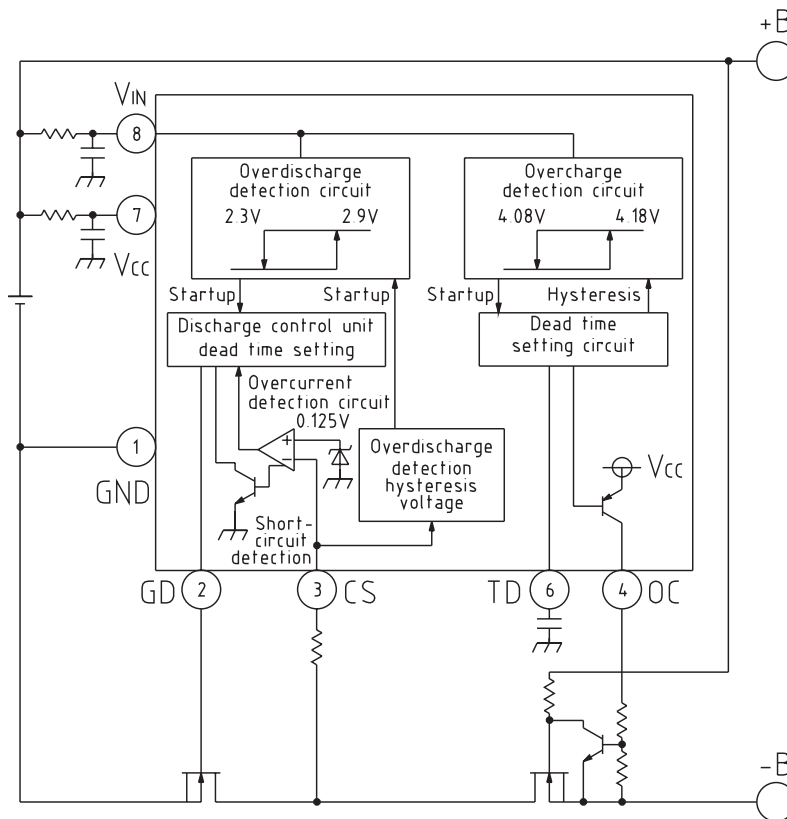 +B
VIN
8
Overdischarge
detection circuit
2.3V 2.9V
Overcharge
detection circuit
4.08V 4.18V
7
Vcc
Startup Startup
Startup Hysteresis
Discharge control unit
dead time setting
Dead time
setting circuit
Overcurrent
detection circuit
0.125V
+
−
1
GND
Overdischarge
detection
hysteresis
voltage
Vcc
Short-
circuit
detection
GD 2
3 CS
TD 6
4 OC
−B